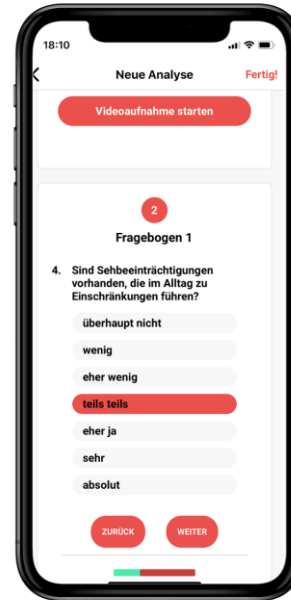 18:10
Neue Analyse
Fertig!
Videoaufnahme starten
2
Fragebogen 1
4. Sind Sehbeeinträchtigungen
vorhanden, die im Alltag zu
Einschränkungen führen?
überhaupt nicht
wenig
eher wenig
teils teils
eher ja
sehr
absolut
ZURÜCK
WEITER